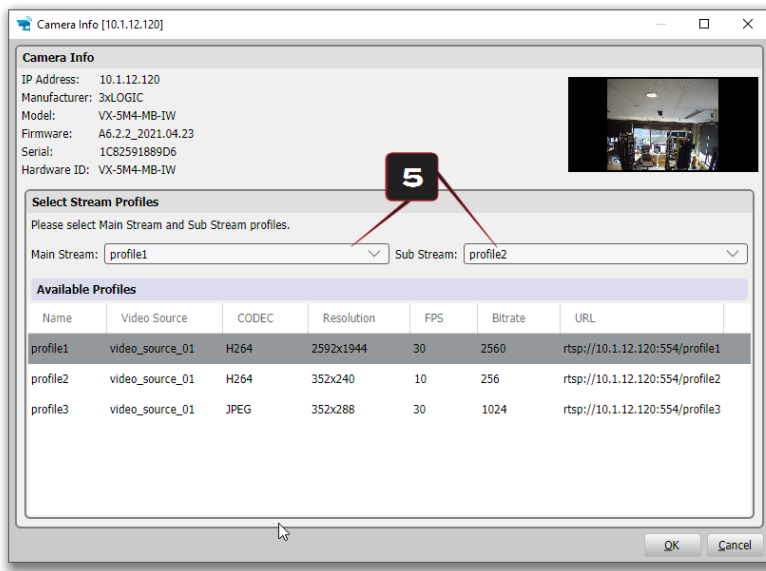 Camera Info [10.1.12.120]
Camera Info
IP Address: 10.1.12.120
Manufacturer: 3xLOGIC
Model: VX-5M4-MB-IW
Firmware: A6.2.2_2021.04.23
Serial: 1C82591889D6
Hardware ID: VX-5M4-MB-IW
5
Select Stream Profiles
Please select Main Stream and Sub Stream profiles.
Main Stream: profile1 Sub Stream: profile2
Available Profiles
Name Video Source CODEC Resolution FPS Bitrate URL
profile1 video_source_01 H264 2592x1944 30 2560 rtsp://10.1.12.120:554/profile1
profile2 video_source_01 H264 352x240 10 256 rtsp://10.1.12.120:554/profile2
profile3 video_source_01 JPEG 352x288 30 1024 rtsp://10.1.12.120:554/profile3
OK Cancel